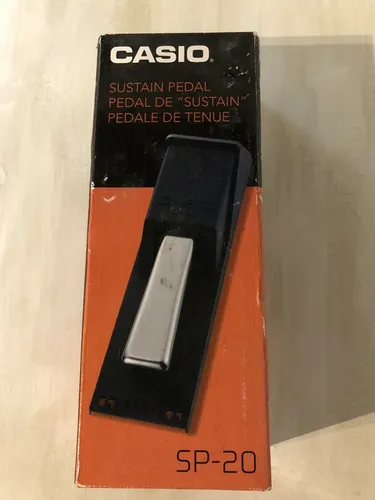 CASIO®
SUSTAIN PEDAL
PEDAL DE "SUSTAIN"
PEDALE DE TENUE
SP-20